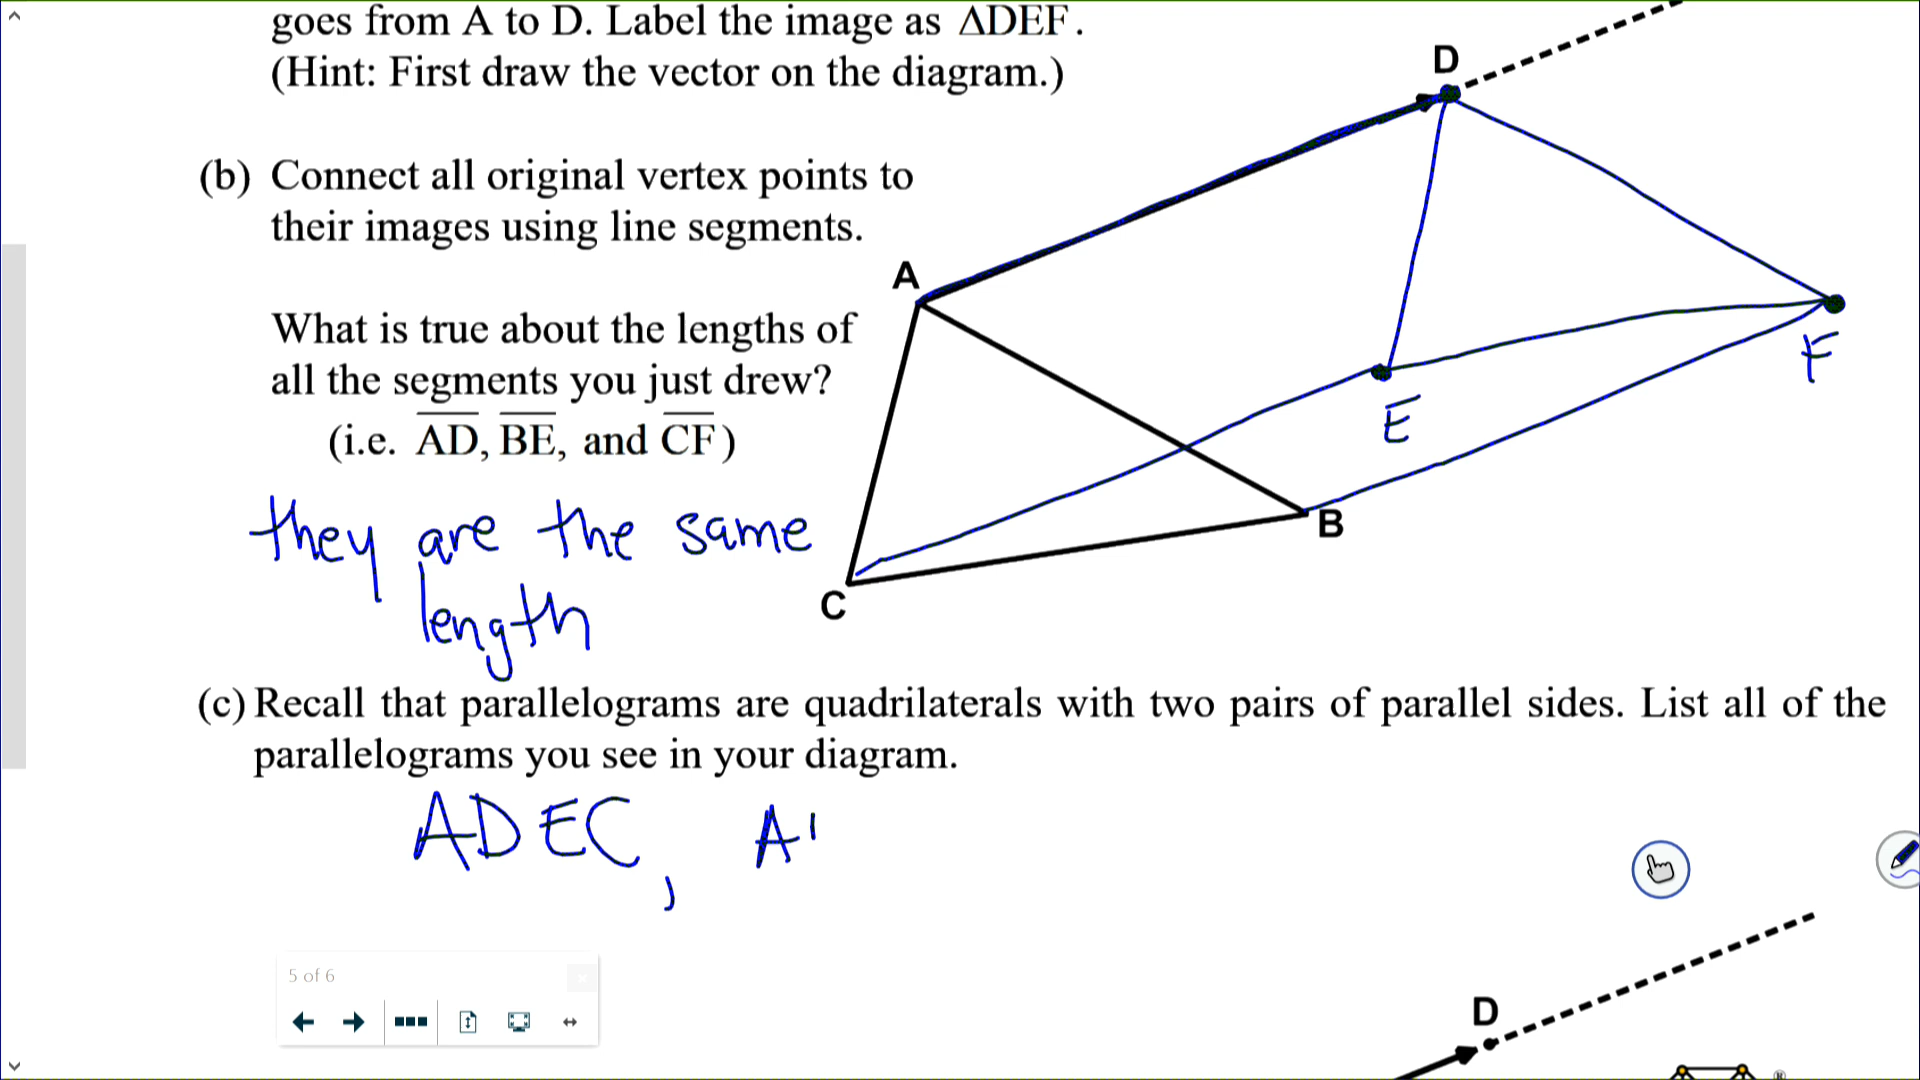 goes from A to D. Label the image as ΔDEF.
(Hint: First draw the vector on the diagram.)
D
(b) Connect all original vertex points to
their images using line segments.
A
What is true about the lengths of
all the segments you just drew?
(i.e. A̅D̅, B̅E̅, and C̅F̅)
F
E
B
they are the same
length
C
(c) Recall that parallelograms are quadrilaterals with two pairs of parallel sides. List all of the
parallelograms you see in your diagram.
ADEC, A
5 of 6
D